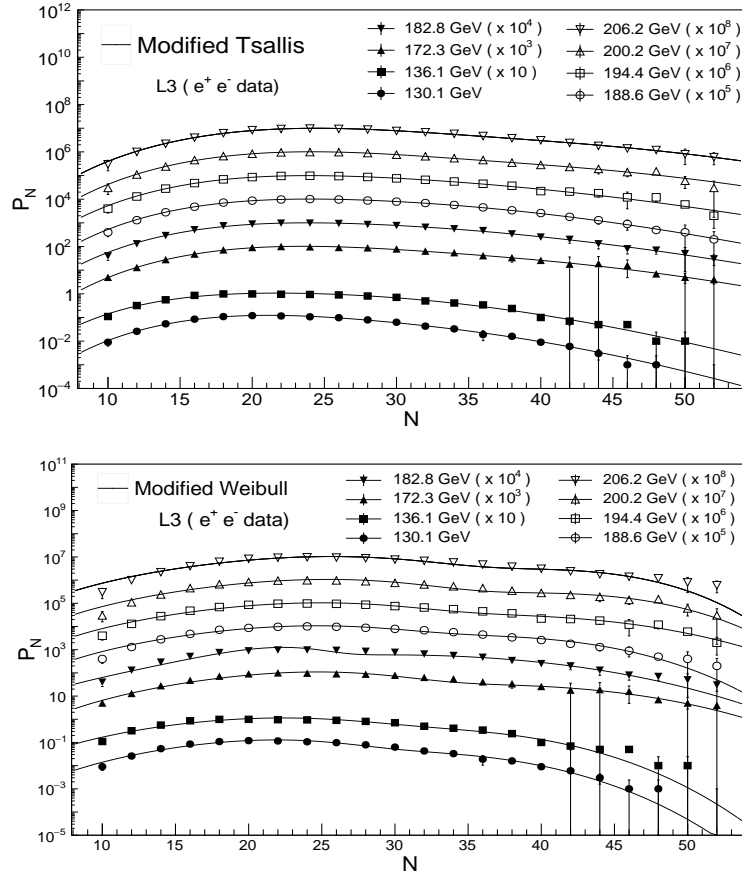 10^12
10^10
10^8
10^6
10^4
10^2
1
10^−2
10^−4
P_N
Modified Tsallis
L3 ( e^+ e^- data)
182.8 GeV ( x 10^4 )
172.3 GeV ( x 10^3 )
136.1 GeV ( x 10 )
130.1 GeV
206.2 GeV ( x 10^8 )
200.2 GeV ( x 10^7 )
194.4 GeV ( x 10^6 )
188.6 GeV ( x 10^5 )
10 15 20 25 30 35 40 45 50
N
10^11
10^9
10^7
10^5
10^3
10
10^−1
10^−3
10^−5
P_N
Modified Weibull
L3 ( e^+ e^- data)
182.8 GeV ( x 10^4 )
172.3 GeV ( x 10^3 )
136.1 GeV ( x 10 )
130.1 GeV
206.2 GeV ( x 10^8 )
200.2 GeV ( x 10^7 )
194.4 GeV ( x 10^6 )
188.6 GeV ( x 10^5 )
10 15 20 25 30 35 40 45 50
N